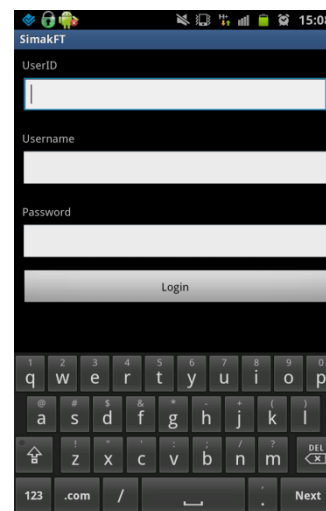 H+ 15:08
SimakFT
UserID
Username
Password
Login
1 2 3 4 5 6 7 8 9 0
q w e r t y u i o p
@ # $ & * - + ( )
a s d f g h j k l
! " ' : ; / ?
z x c v b n m DEL
123 .com / . Next